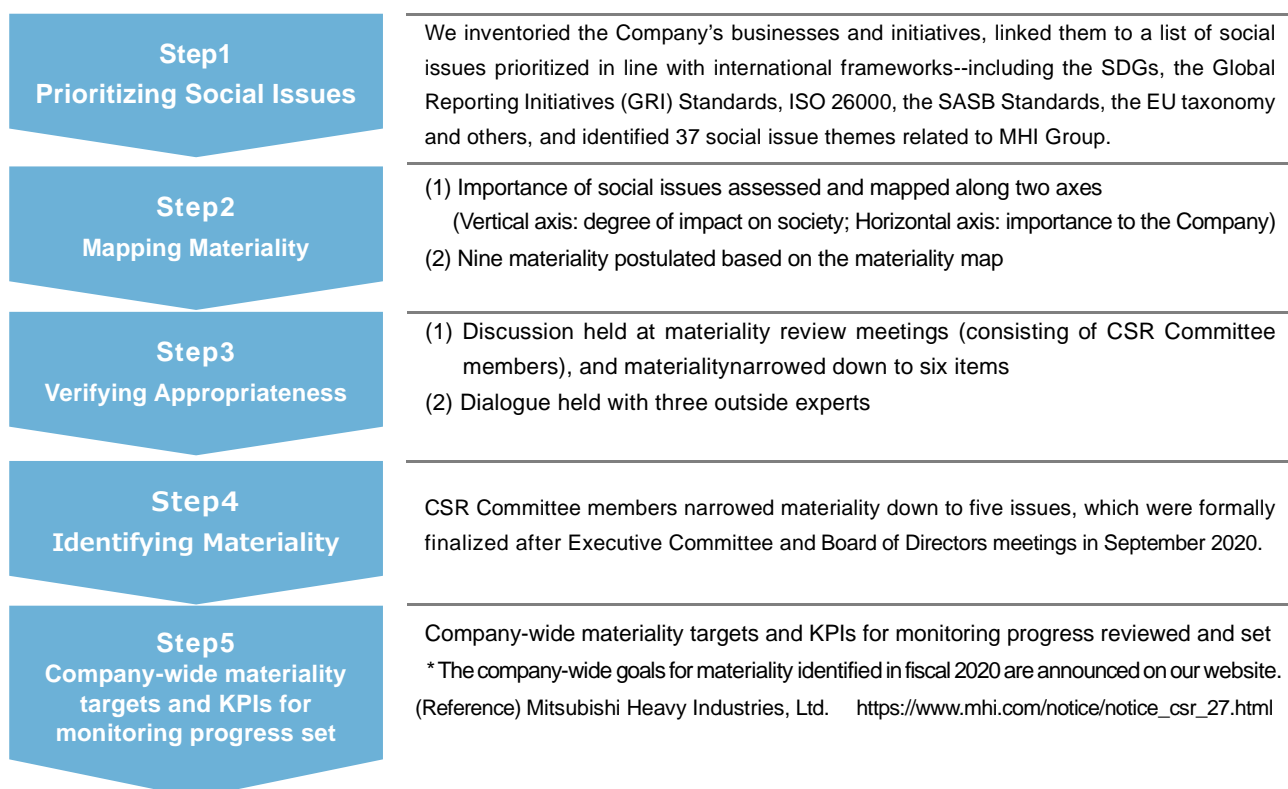 Step1
Prioritizing Social Issues
We inventoried the Company's businesses and initiatives, linked them to a list of social
issues prioritized in line with international frameworks--including the SDGs, the Global
Reporting Initiatives (GRI) Standards, ISO 26000, the SASB Standards, the EU taxonomy
and others, and identified 37 social issue themes related to MHI Group.
Step2
Mapping Materiality
(1) Importance of social issues assessed and mapped along two axes
(Vertical axis: degree of impact on society; Horizontal axis: importance to the Company)
(2) Nine materiality postulated based on the materiality map
Step3
Verifying Appropriateness
(1) Discussion held at materiality review meetings (consisting of CSR Committee
members), and materialitynarrowed down to six items
(2) Dialogue held with three outside experts
Step4
Identifying Materiality
CSR Committee members narrowed materiality down to five issues, which were formally
finalized after Executive Committee and Board of Directors meetings in September 2020.
Step5
Company-wide materiality
targets and KPIs for
monitoring progress set
Company-wide materiality targets and KPIs for monitoring progress reviewed and set
* The company-wide goals for materiality identified in fiscal 2020 are announced on our website.
(Reference) Mitsubishi Heavy Industries, Ltd. https://www.mhi.com/notice/notice_csr_27.html